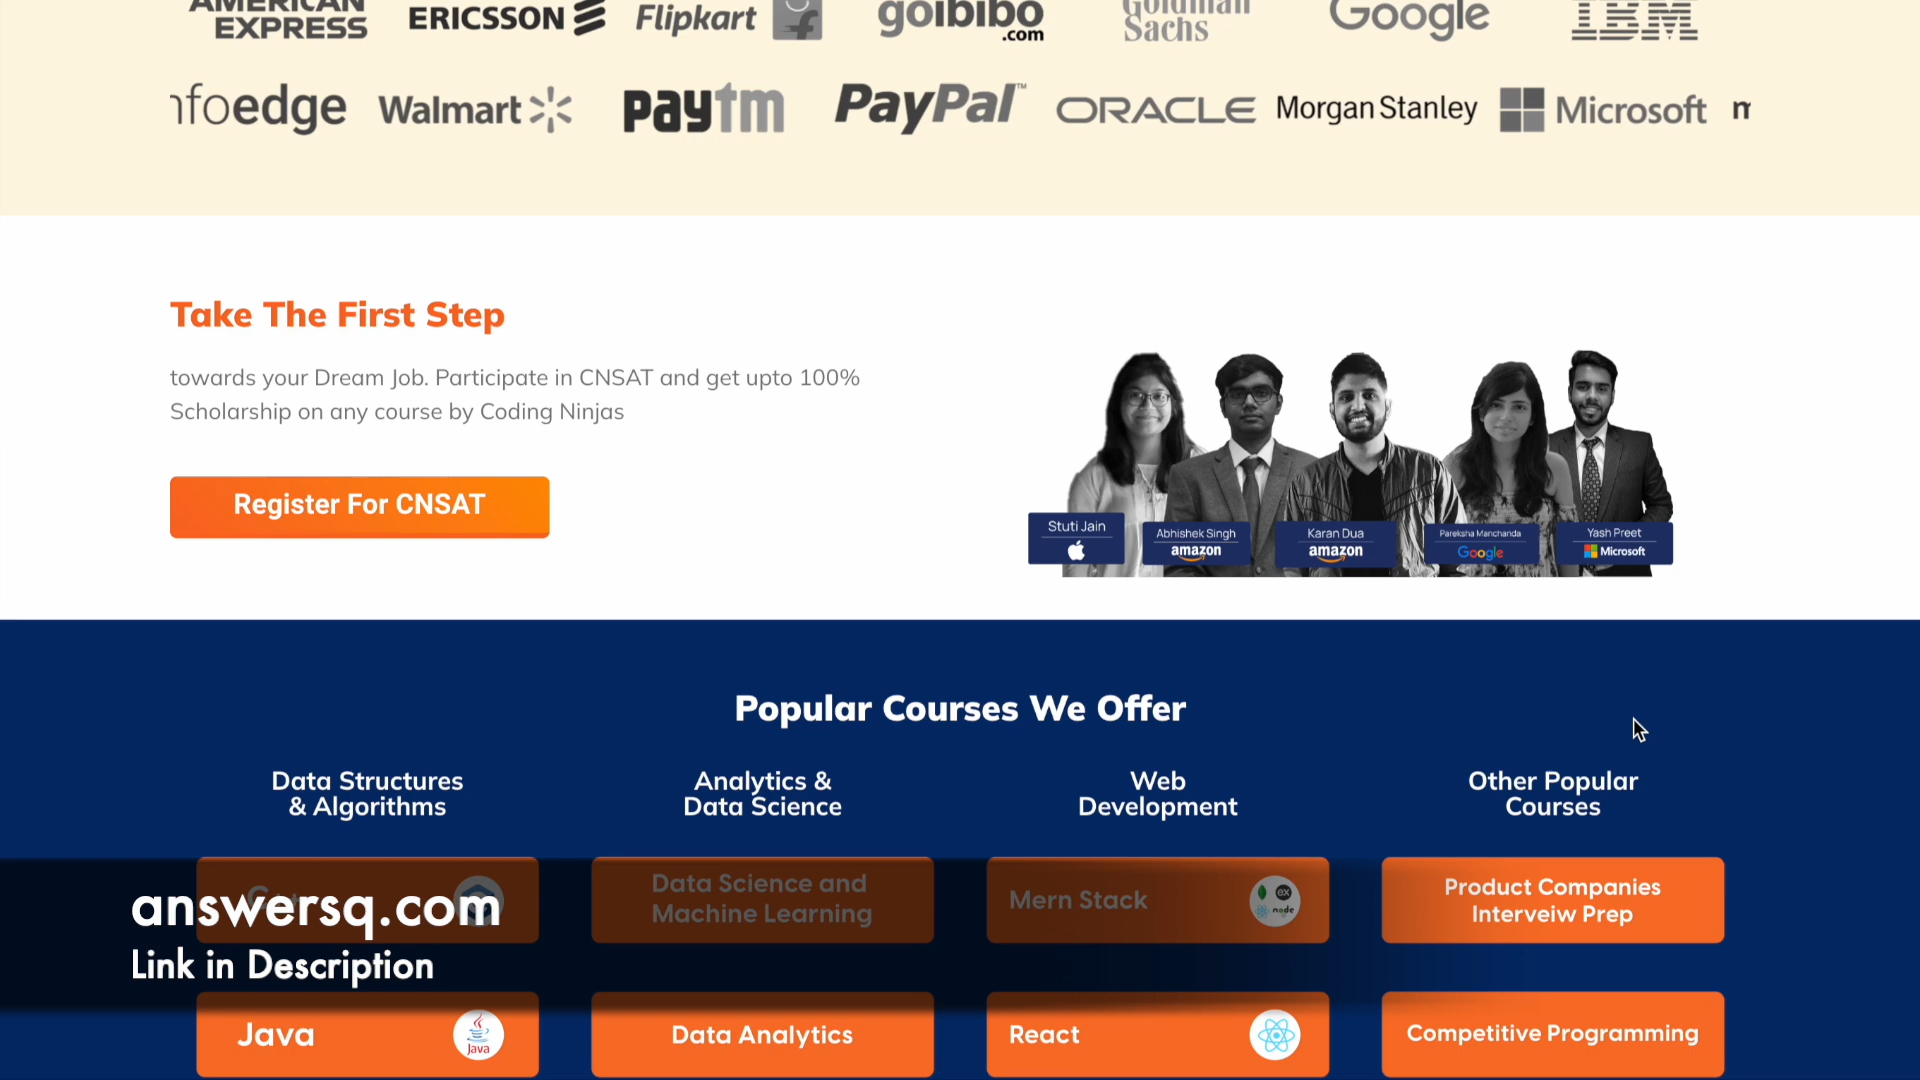 AMERICAN EXPRESS
ERICSSON
Flipkart
goibibo .com
Goldman Sachs
Google
IBM
nfoedge
Walmart
paytm
PayPal™
ORACLE
Morgan Stanley
Microsoft
Take The First Step
towards your Dream Job. Participate in CNSAT and get upto 100%
Scholarship on any course by Coding Ninjas
Register For CNSAT
Stuti Jain
Abhishek Singh
amazon
Karan Dua
amazon
Pareksha Manchanda
Google
Yash Preet
Microsoft
Popular Courses We Offer
Data Structures
& Algorithms
Analytics &
Data Science
Web
Development
Other Popular
Courses
Data Science and
Machine Learning
Mern Stack
ex
node
Product Companies
Interveiw Prep
answersq.com
Link in Description
Java
Java
Data Analytics
React
Competitive Programming